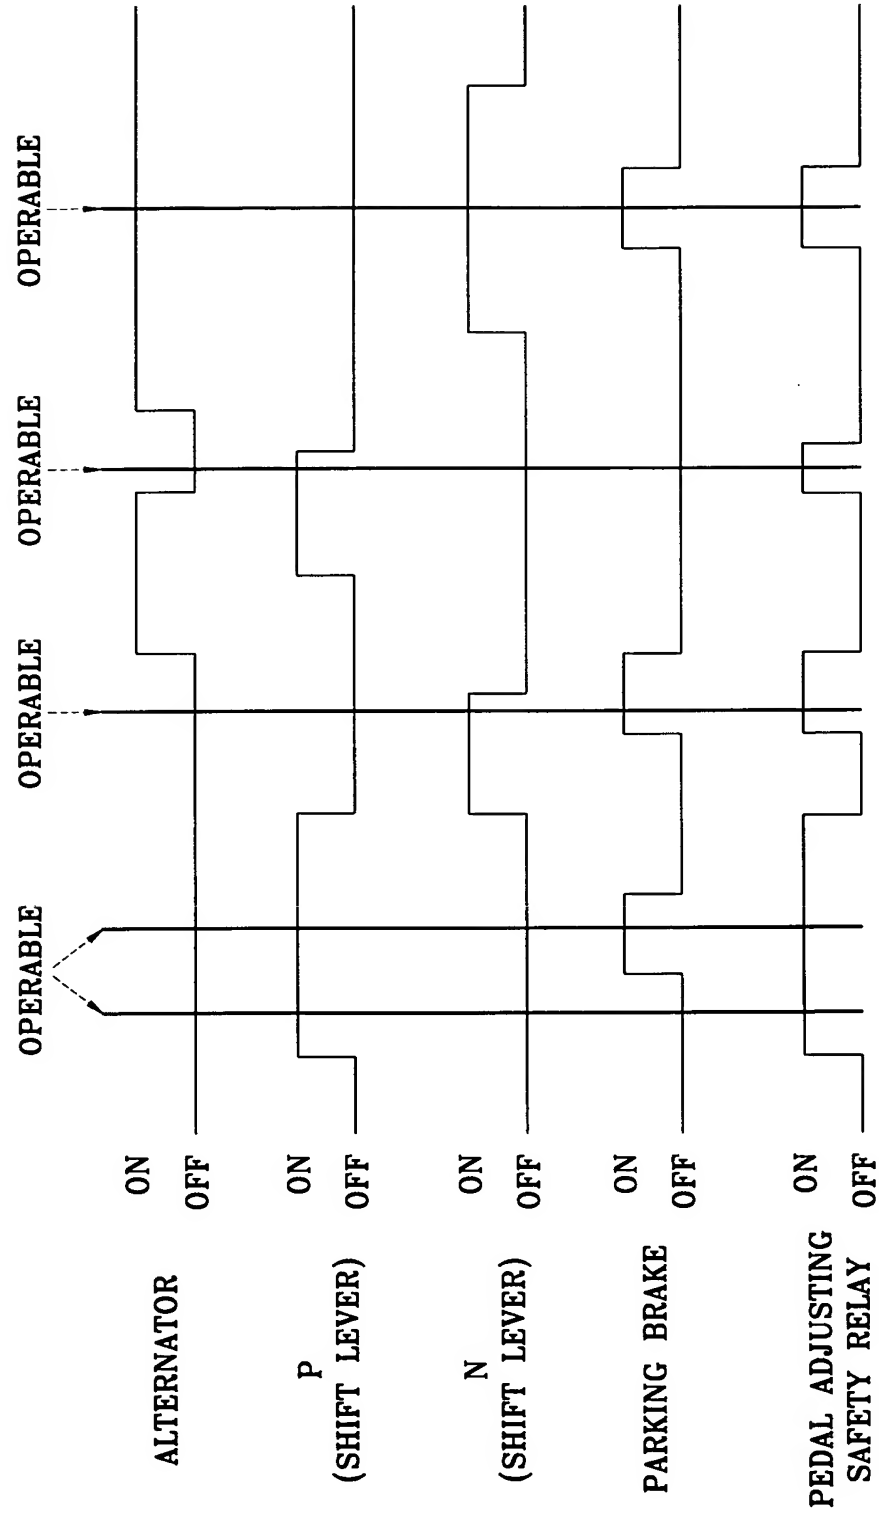 OPERABLE
OPERABLE
OPERABLE
OPERABLE
ALTERNATOR
ON
OFF
P
(SHIFT LEVER)
ON
OFF
N
(SHIFT LEVER)
ON
OFF
PARKING BRAKE
ON
OFF
PEDAL ADJUSTING
SAFETY RELAY
ON
OFF